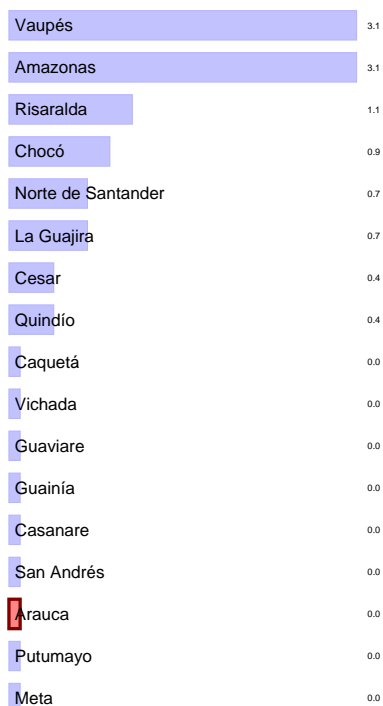 Vaupés 3.1
Amazonas 3.1
Risaralda 1.1
Chocó 0.9
Norte de Santander 0.7
La Guajira 0.7
Cesar 0.4
Quindío 0.4
Caquetá 0.0
Vichada 0.0
Guaviare 0.0
Guainía 0.0
Casanare 0.0
San Andrés 0.0
Arauca 0.0
Putumayo 0.0
Meta 0.0